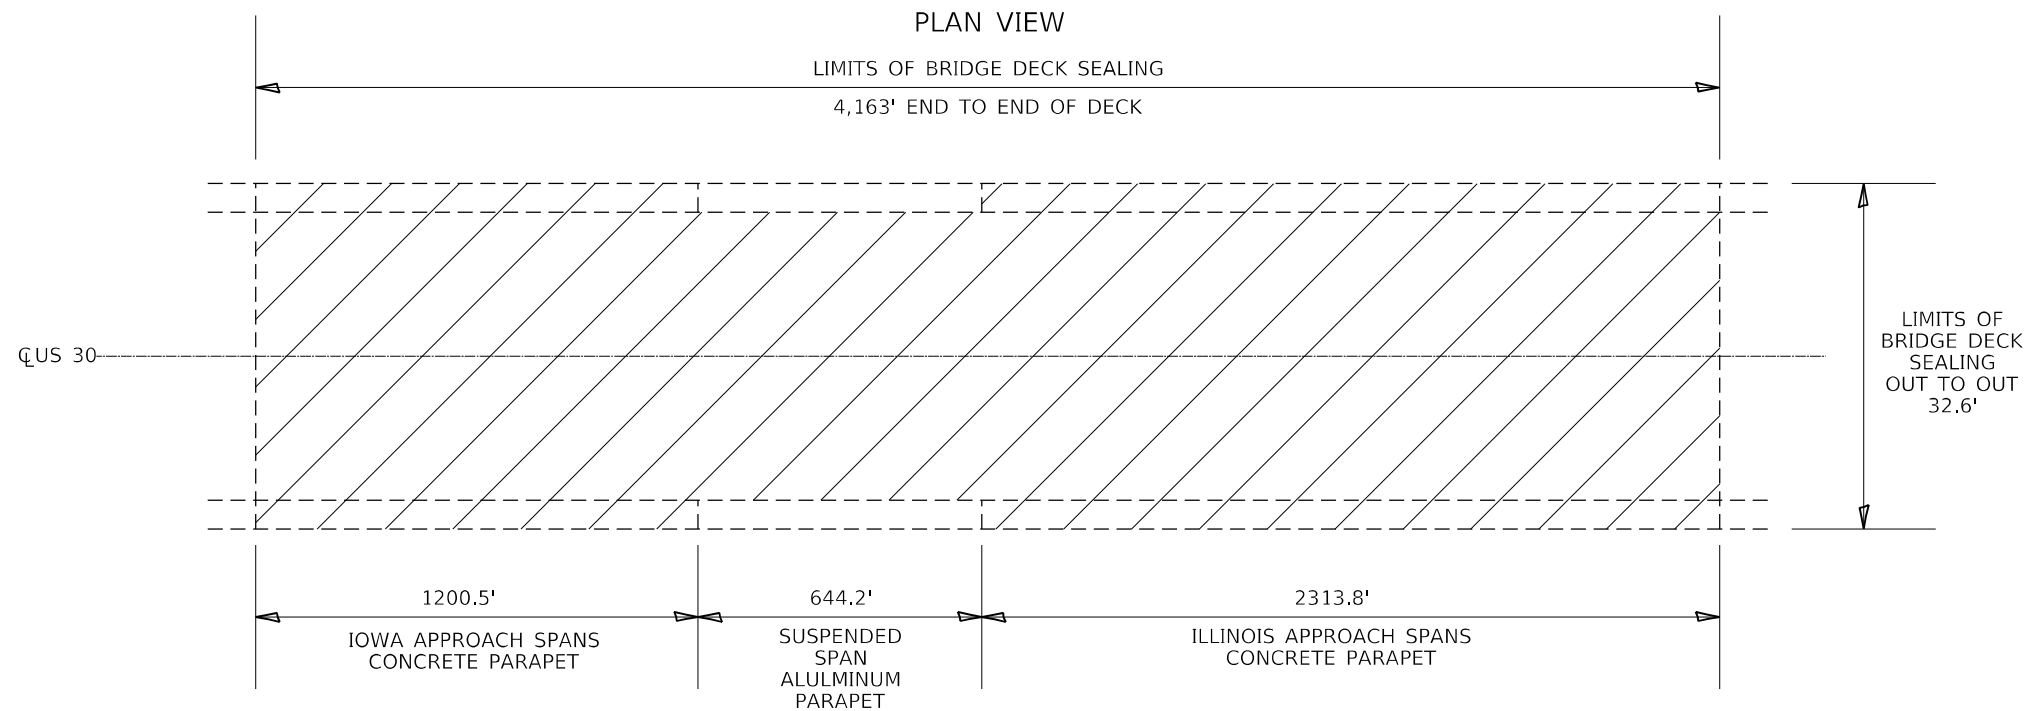 PLAN VIEW
LIMITS OF BRIDGE DECK SEALING
4,163' END TO END OF DECK
℄ US 30
LIMITS OF
BRIDGE DECK
SEALING
OUT TO OUT
32.6'
1200.5'
IOWA APPROACH SPANS
CONCRETE PARAPET
644.2'
SUSPENDED
SPAN
ALULMINUM
PARAPET
2313.8'
ILLINOIS APPROACH SPANS
CONCRETE PARAPET